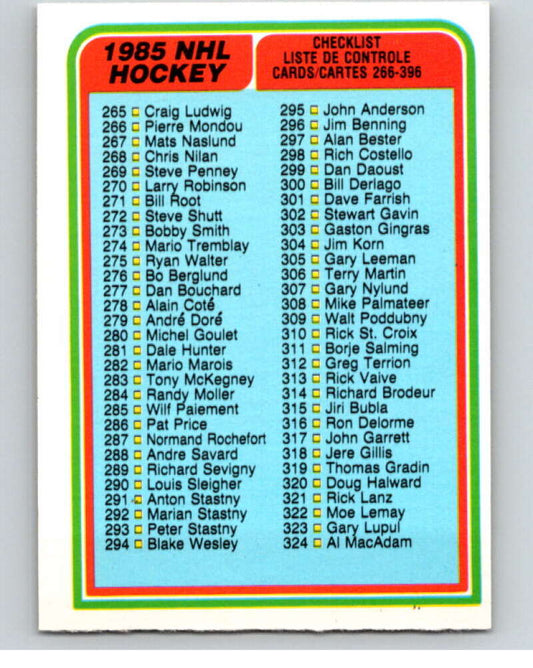 1985 NHL
HOCKEY
CHECKLIST
LISTE DE CONTROLE
CARDS/CARTES 266-396
265 Craig Ludwig
266 Pierre Mondou
267 Mats Naslund
268 Chris Nilan
269 Steve Penney
270 Larry Robinson
271 Bill Root
272 Steve Shutt
273 Bobby Smith
274 Mario Tremblay
275 Ryan Walter
276 Bo Berglund
277 Dan Bouchard
278 Alain Coté
279 André Doré
280 Michel Goulet
281 Dale Hunter
282 Mario Marois
283 Tony McKegney
284 Randy Moller
285 Wilf Paiement
286 Pat Price
287 Normand Rochefort
288 Andre Savard
289 Richard Sevigny
290 Louis Sleigher
291 Anton Stastny
292 Marian Stastny
293 Peter Stastny
294 Blake Wesley
295 John Anderson
296 Jim Benning
297 Alan Bester
298 Rich Costello
299 Dan Daoust
300 Bill Derlago
301 Dave Farrish
302 Stewart Gavin
303 Gaston Gingras
304 Jim Korn
305 Gary Leeman
306 Terry Martin
307 Gary Nylund
308 Mike Palmateer
309 Walt Poddubny
310 Rick St. Croix
311 Borje Salming
312 Greg Terrion
313 Rick Vaive
314 Richard Brodeur
315 Jiri Bubla
316 Ron Delorme
317 John Garrett
318 Jere Gillis
319 Thomas Gradin
320 Doug Halward
321 Rick Lanz
322 Moe Lemay
323 Gary Lupul
324 Al MacAdam